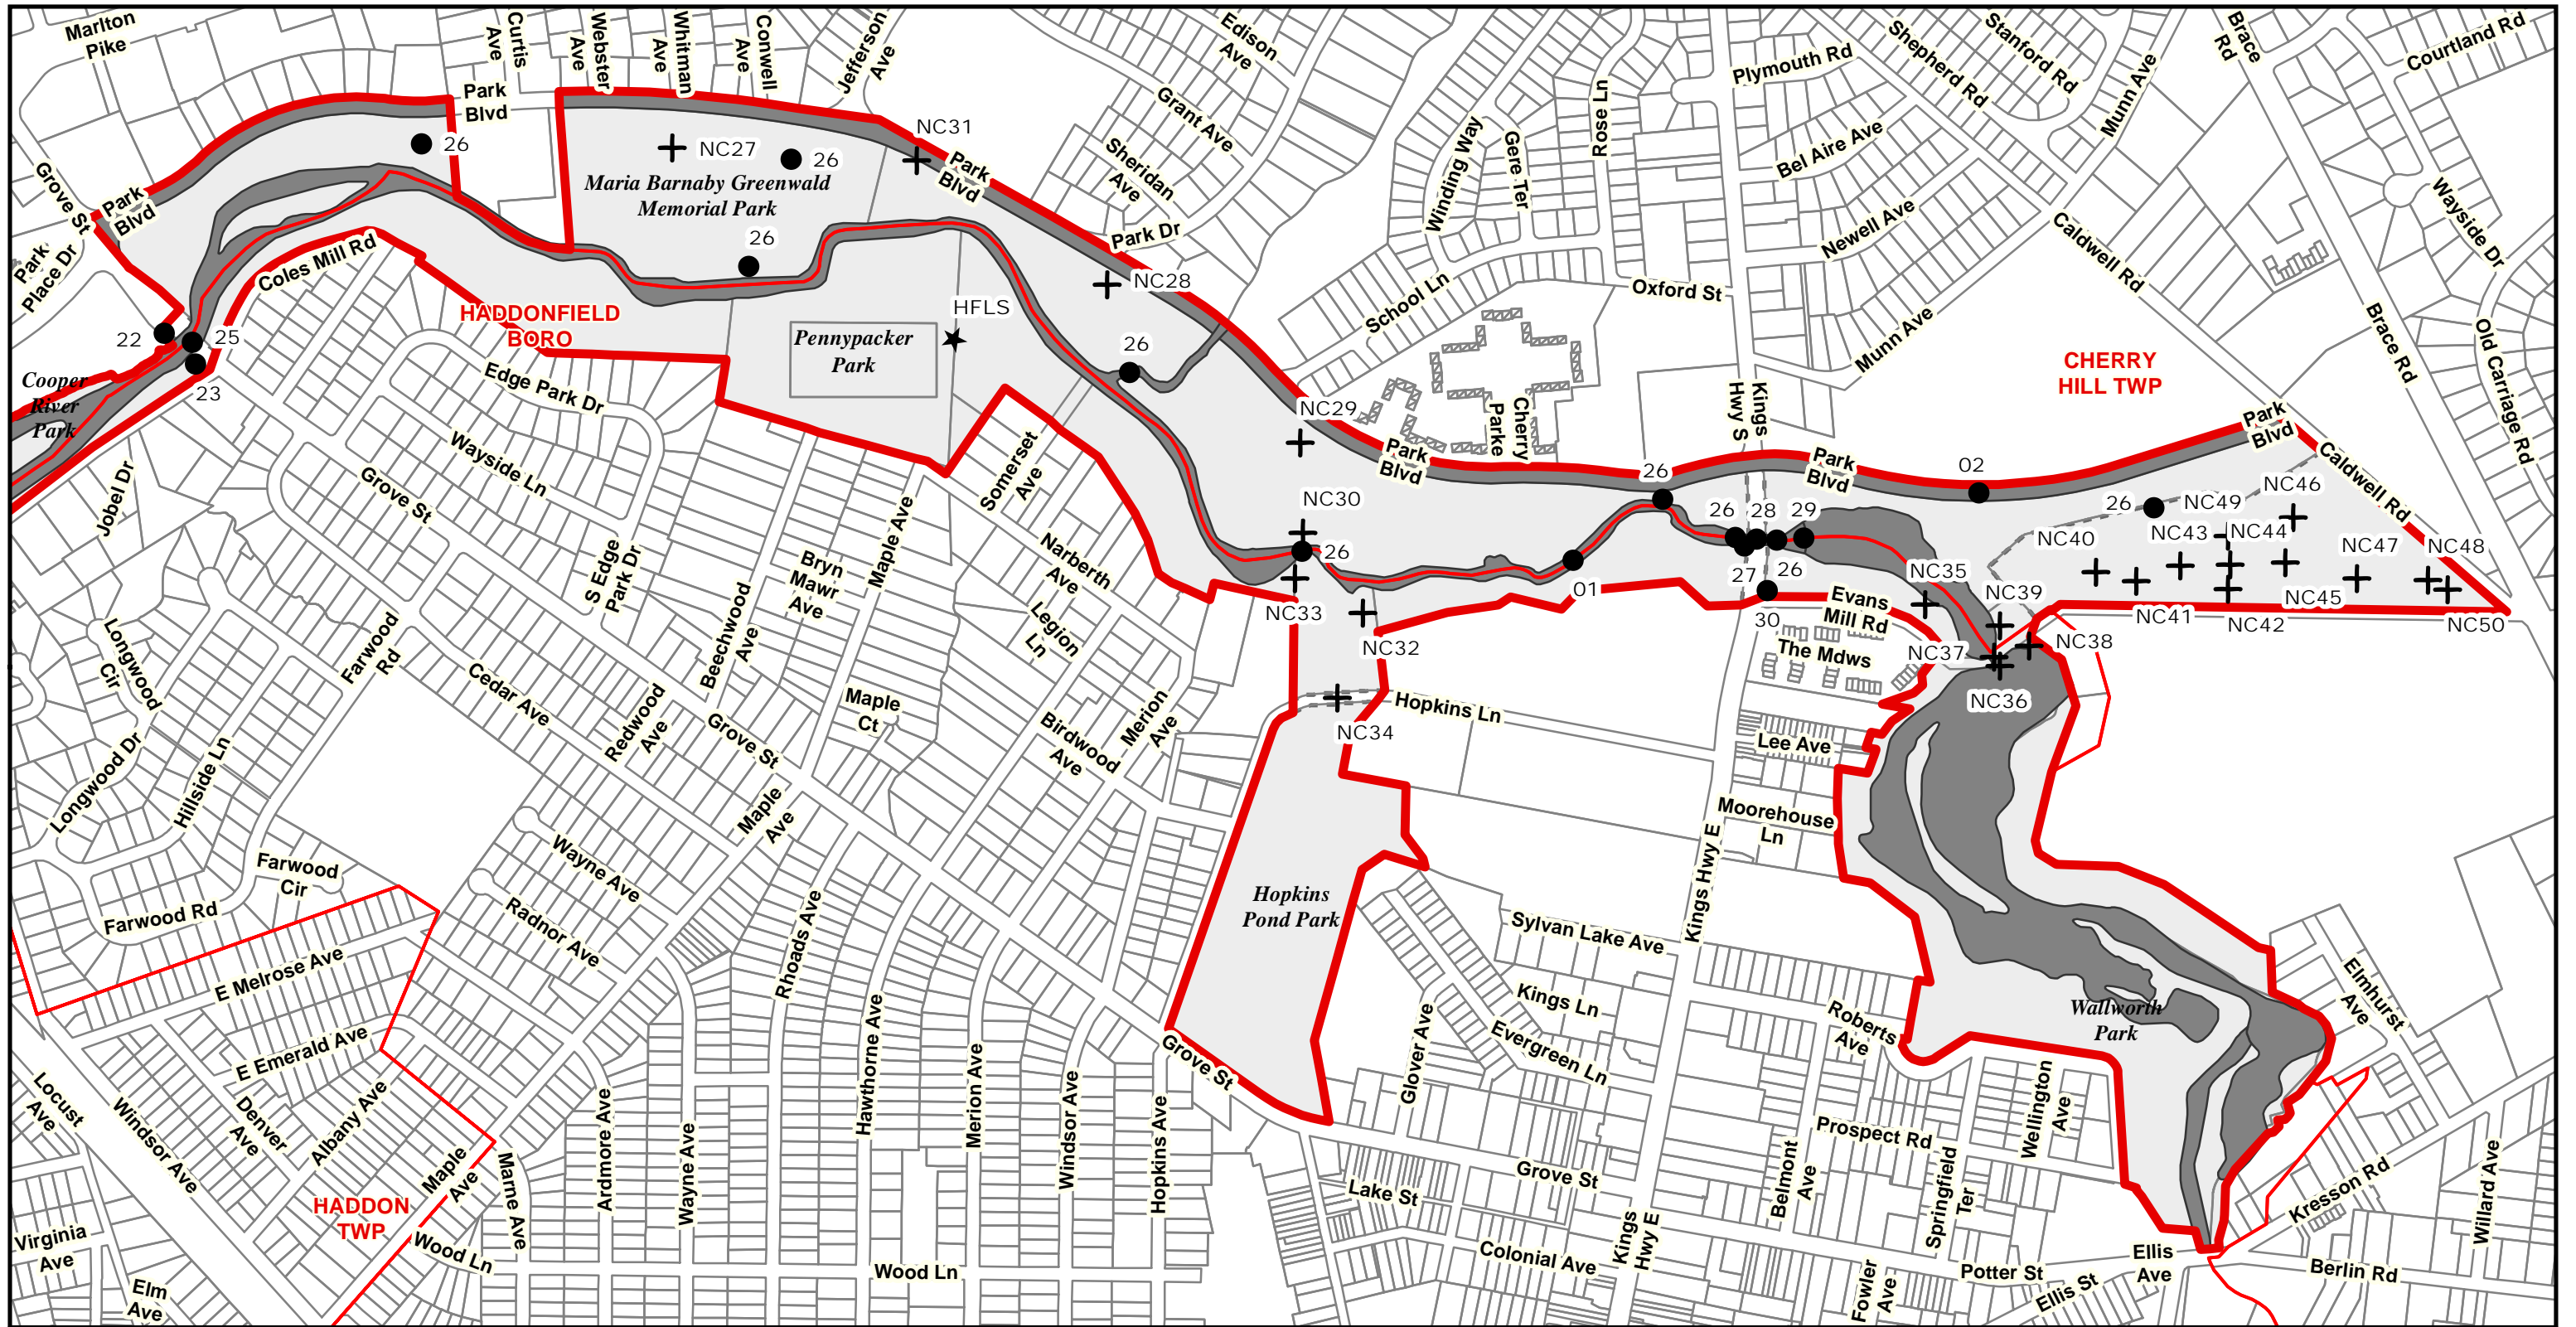 Marlton
Pike
Curtis
Ave
Webster
Ave
Whitman
Ave
Conwell
Ave
Jefferson
Ave
Edison
Ave
Grant Ave
Sheridan
Ave
Park Dr
Plymouth Rd
Shepherd Rd
Stanford Rd
Munn Ave
Brace
Rd
Courtland Rd
Park
Blvd
26
NC27
26
Maria Barnaby Greenwald
Memorial Park
NC31
Park
Blvd
Winding Way
Gere Ter
Rose Ln
Bel Aire Ave
Newell Ave
Caldwell Rd
Wayside Dr
Grove St
Park
Blvd
Park
Place Dr
Coles Mill Rd
26
NC28
School Ln
Oxford St
Munn Ave
Brace Rd
Old Carriage Rd
HADDONFIELD
BORO
HFLS
Pennypacker
Park
22
25
23
Cooper
River
Park
26
NC29
Cherry
Parke
Kings
Hwy S
CHERRY
HILL TWP
Edge Park Dr
Wayside Ln
Grove St
Jobel Dr
Somerset
Ave
Park
Blvd
Park
Blvd
Park
Blvd
Caldwell Rd
26
02
NC30
26
26
28
29
26
NC49
NC46
NC40
NC43
NC44
NC47
NC48
01
27
26
NC35
NC39
NC33
30
Evans
Mill Rd
NC41
NC45
NC42
NC50
NC32
The Mdws
NC37
NC38
NC36
NC34
Hopkins Ln
Lee Ave
Moorehouse
Ln
S Edge
Park Dr
Bryn
Mawr
Ave
Maple Ave
Narberth
Ave
Legion
Ln
Beechwood
Ave
Farwood
Rd
Longwood
Cir
Cedar Ave
Redwood
Ave
Maple
Ct
Grove St
Birdwood
Ave
Merion
Ave
Longwood Dr
Hillside Ln
Maple
Ave
Farwood
Cir
Wayne Ave
Farwood Rd
Radnor Ave
Rhoads Ave
Hopkins
Pond Park
Kings Hwy E
Sylvan Lake Ave
E Melrose Ave
Kings Ln
Evergreen Ln
Glover Ave
Roberts
Ave
Wallworth
Park
Elmhurst
Ave
E Emerald Ave
Hawthorne Ave
Merion Ave
Grove St
Locust
Ave
Windsor Ave
Denver
Ave
Albany Ave
Maple
Ave
Marne Ave
Ardmore Ave
Wayne Ave
Windsor Ave
Hopkins Ave
Lake St
Grove St
Belmont
Ave
Prospect Rd
Wellington
Ave
Springfield
Ter
Kresson Rd
Willard Ave
HADDON
TWP
Virginia
Ave
Elm
Ave
Wood Ln
Wood Ln
Kings
Hwy E
Colonial Ave
Fowler
Ave
Potter St
Ellis St
Ellis
Ave
Berlin Rd